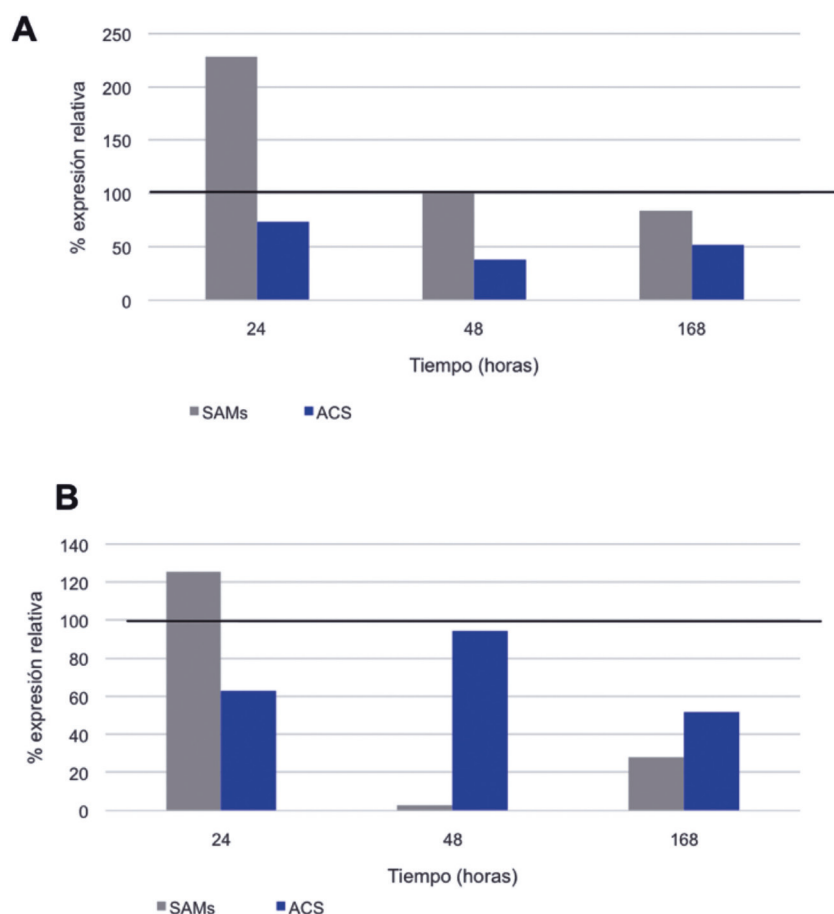 A
% expresión relativa
250
200
150
100
50
0
24 48 168
Tiempo (horas)
SAMs ACS
B
% expresión relativa
140
120
100
80
60
40
20
0
24 48 168
Tiempo (horas)
SAMs ACS